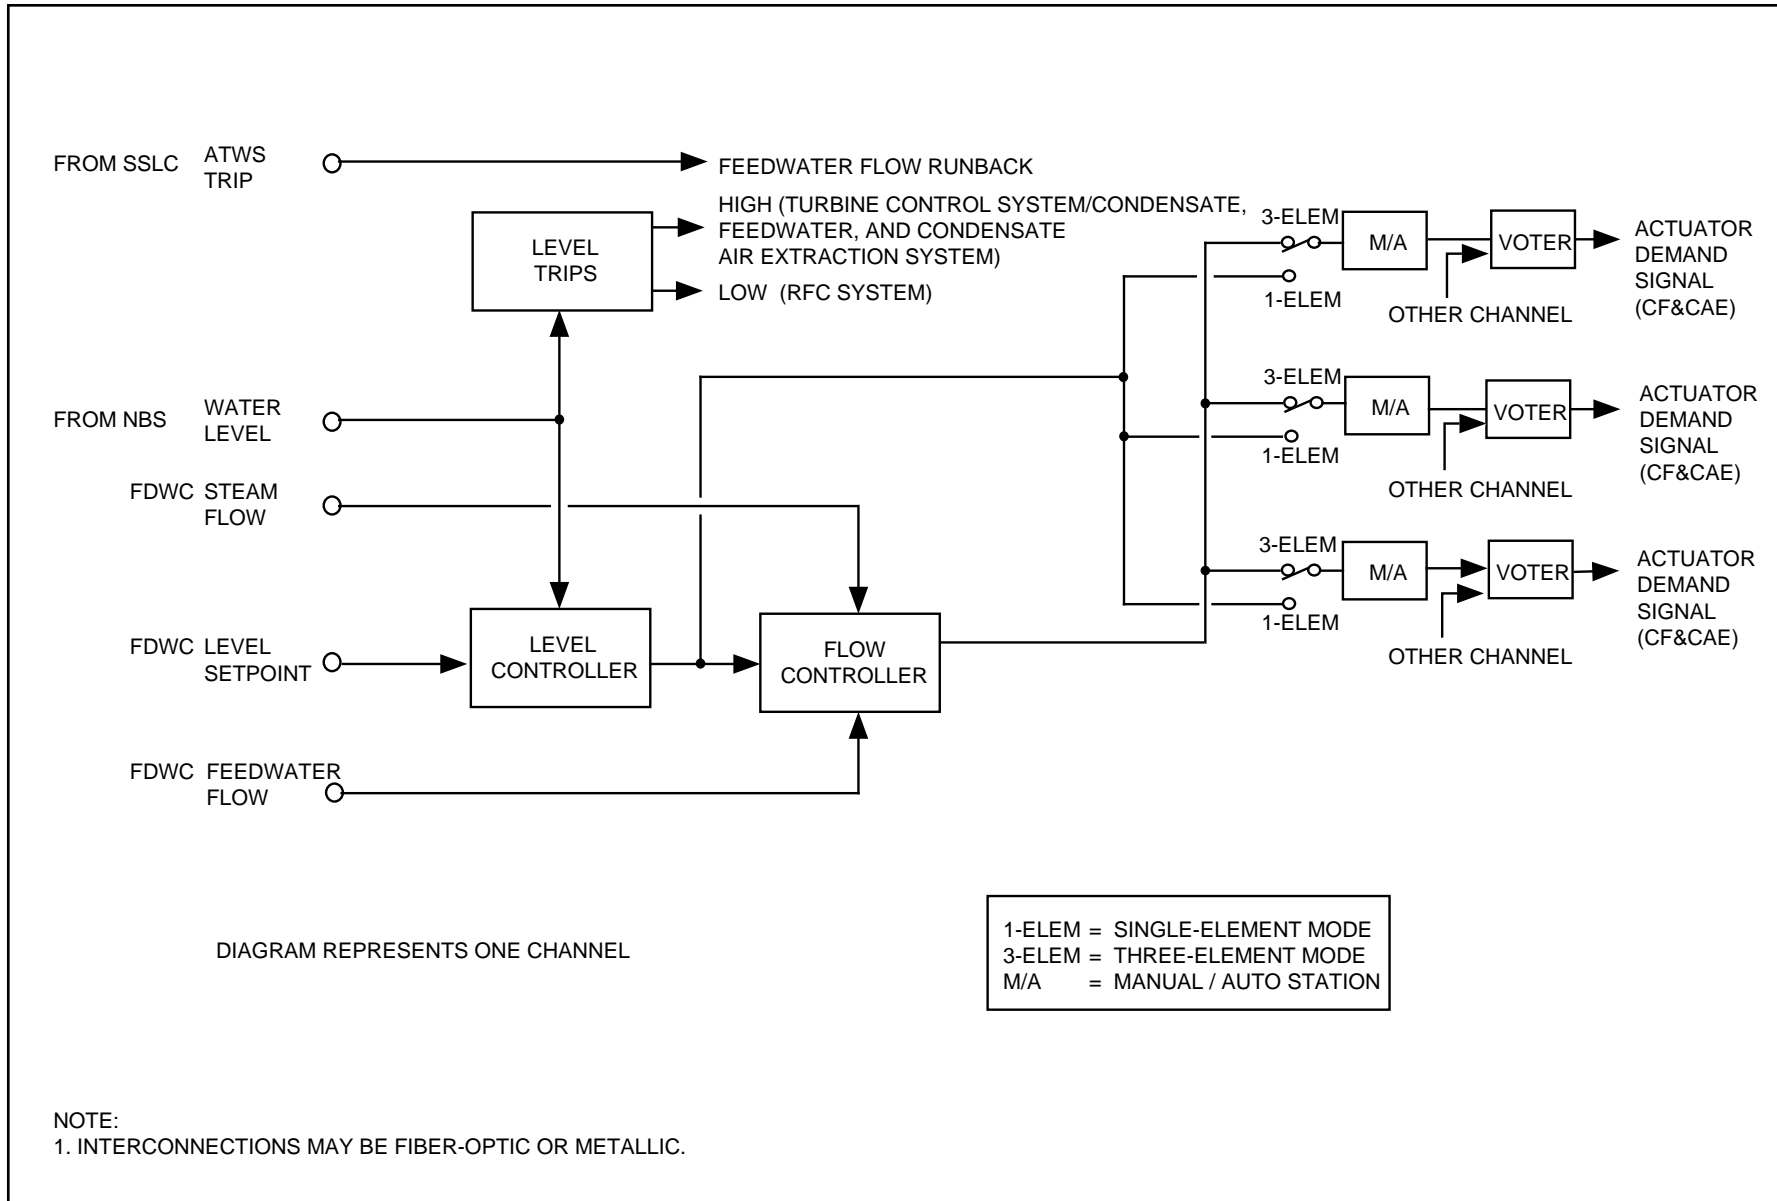 FROM SSLC
ATWS
TRIP
FEEDWATER FLOW RUNBACK
HIGH (TURBINE CONTROL SYSTEM/CONDENSATE,
FEEDWATER, AND CONDENSATE
AIR EXTRACTION SYSTEM)
LOW (RFC SYSTEM)
LEVEL
TRIPS
3-ELEM
M/A
VOTER
1-ELEM
OTHER CHANNEL
ACTUATOR
DEMAND
SIGNAL
(CF&CAE)
FROM NBS
WATER
LEVEL
3-ELEM
M/A
VOTER
1-ELEM
OTHER CHANNEL
ACTUATOR
DEMAND
SIGNAL
(CF&CAE)
FDWC STEAM
FLOW
3-ELEM
M/A
VOTER
1-ELEM
OTHER CHANNEL
ACTUATOR
DEMAND
SIGNAL
(CF&CAE)
FDWC LEVEL
SETPOINT
LEVEL
CONTROLLER
FLOW
CONTROLLER
FDWC FEEDWATER
FLOW
DIAGRAM REPRESENTS ONE CHANNEL
1-ELEM = SINGLE-ELEMENT MODE
3-ELEM = THREE-ELEMENT MODE
M/A = MANUAL / AUTO STATION
NOTE:
1. INTERCONNECTIONS MAY BE FIBER-OPTIC OR METALLIC.